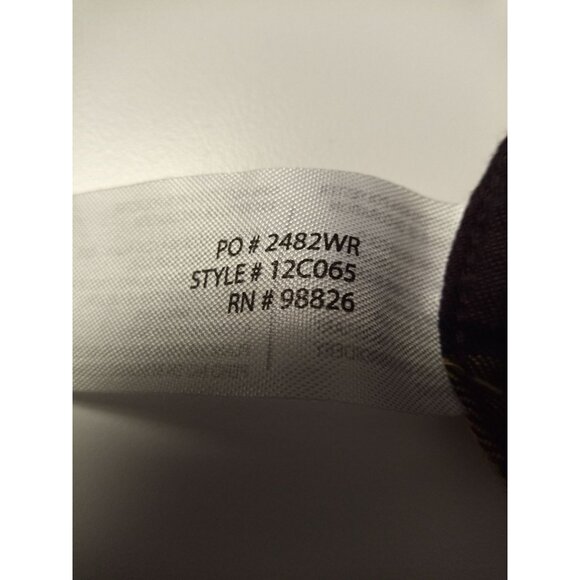 PO # 2482WR
STYLE # 12C065
RN # 98826